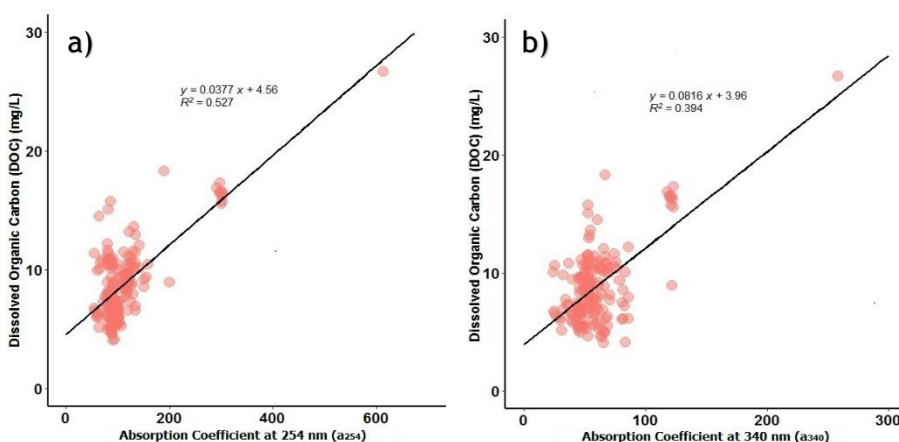 a)
y = 0.0377 x + 4.56
R² = 0.527
Dissolved Organic Carbon (DOC) (mg/L)
30
20
10
0
0
200
400
600
Absorption Coefficient at 254 nm (a254)
b)
y = 0.0816 x + 3.96
R² = 0.394
Dissolved Organic Carbon (DOC) (mg/L)
30
20
10
0
0
100
200
300
Absorption Coefficient at 340 nm (a340)